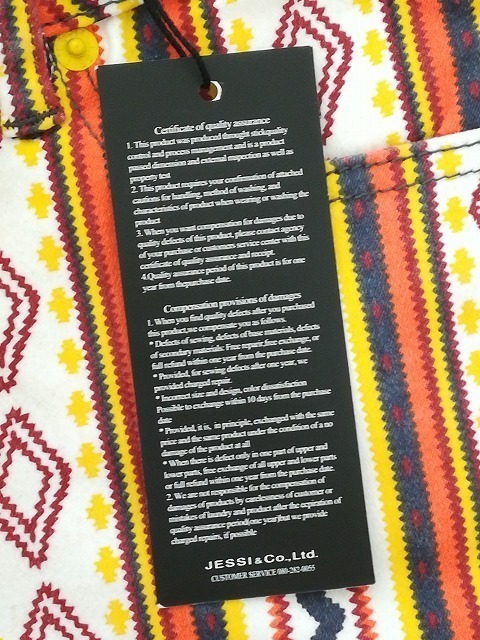 Certificate of quality assurance
1. This product was produced throught stickquality
control and process management and is a product
passed dimension and external inspection as well as
property test
2. This product requires your confirmation of attached
cautions for handling, method of washing, and
characteristics of product when wearing or washing the
product
3. When you want compensation for damages due to
quality defects of this product, please contact agency
of your purchase or customers service center with this
certificate of quality assurance and receipt.
4.Quality assurance period of this product is for one
year from thepurchase date.
Compensation provisions of damages
1. When you find quality defects after you purchased
this product,we compensate you as follows.
* Defects of sewing, defects of base materials, defects
of secondary materials: Free repair,free exchange, or
full refund within one year from the purchase date.
* Provided, for sewing defects after one year, we
provided charged repair.
* Incorrect size and design, color dissatisfaction
Possible to exchange within 10 days from the purchase
date
* Provided, it is, in principle, exchanged with the same
price and the same product under the condition of a no
damage of the product at all
* When there is defect only in one part of upper and
lower parts, free exchange of all upper and lower parts
or full refund within one year from the purchase date.
2. We are not responsible for the compensation of
damages of products by carelessness of customer or
mistakes of laundry and product after the expiration of
quality assurance period(one year)but we provide
charged repairs, if possible
JESSI&Co.,Ltd.
CUSTOMER SERVICE 080-282-0055